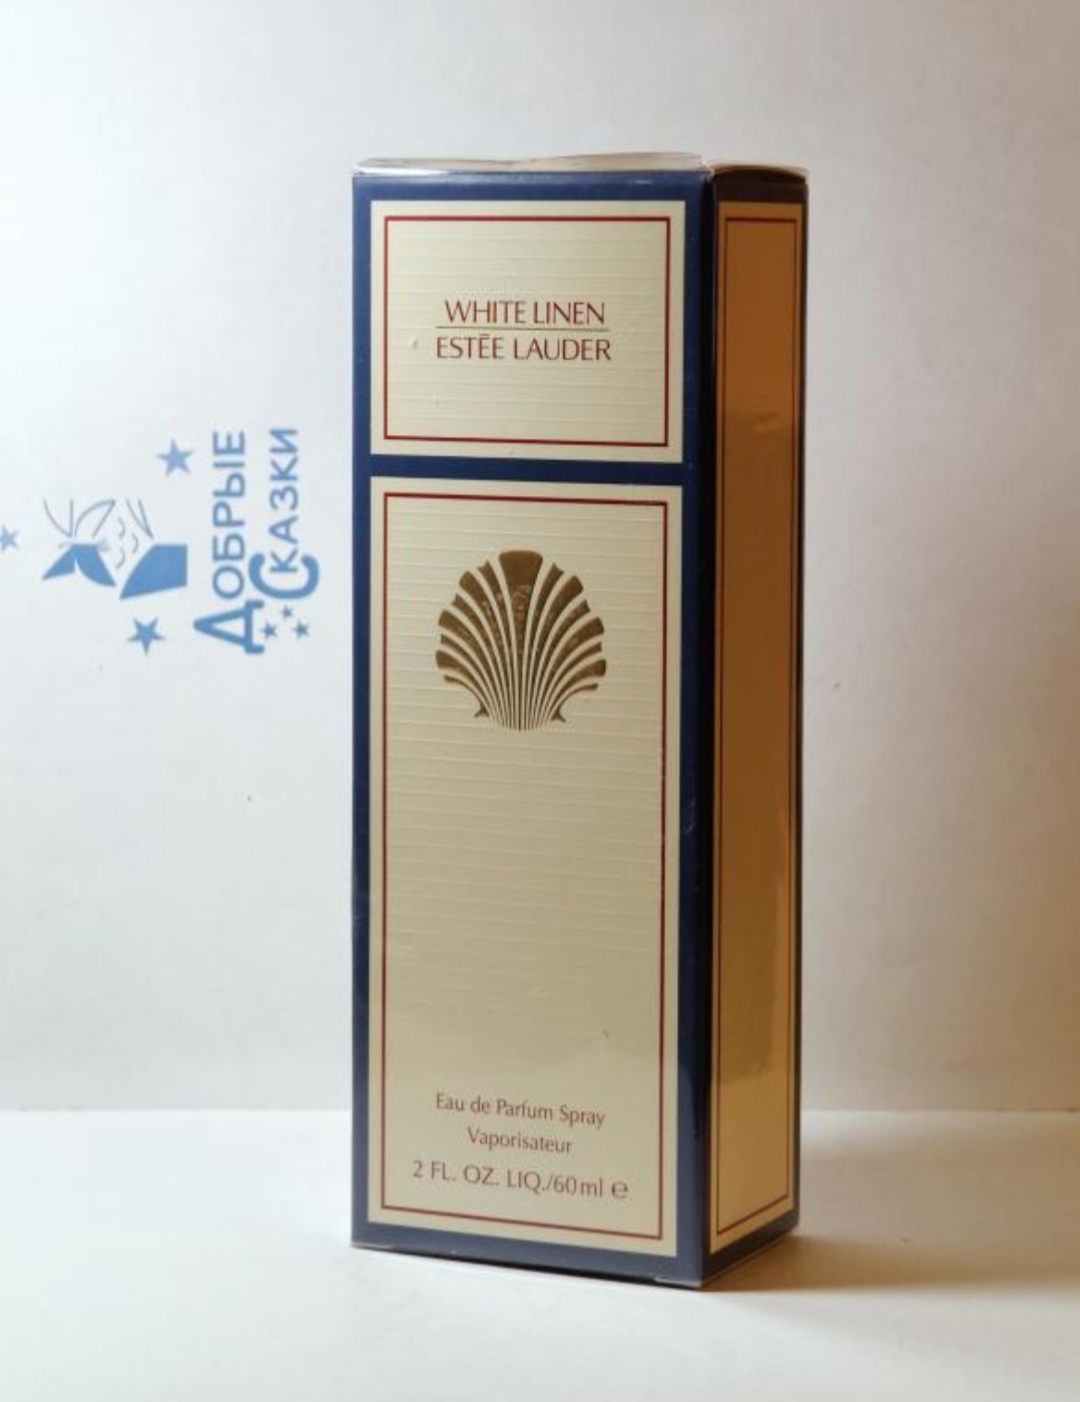 WHITE LINEN
ESTĒE LAUDER
Eau de Parfum Spray
Vaporisateur
2 FL. OZ. LIQ./60ml ℮
ДОБРЫЕ
СКАЗКИ